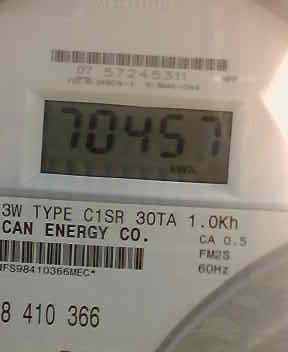 07 57245311
70457
KWH
3W TYPE C1SR 30TA 1.0Kh
CAN ENERGY CO.
CA 0.5
FM2S
60Hz
NFS98410366MEC*
8 410 366